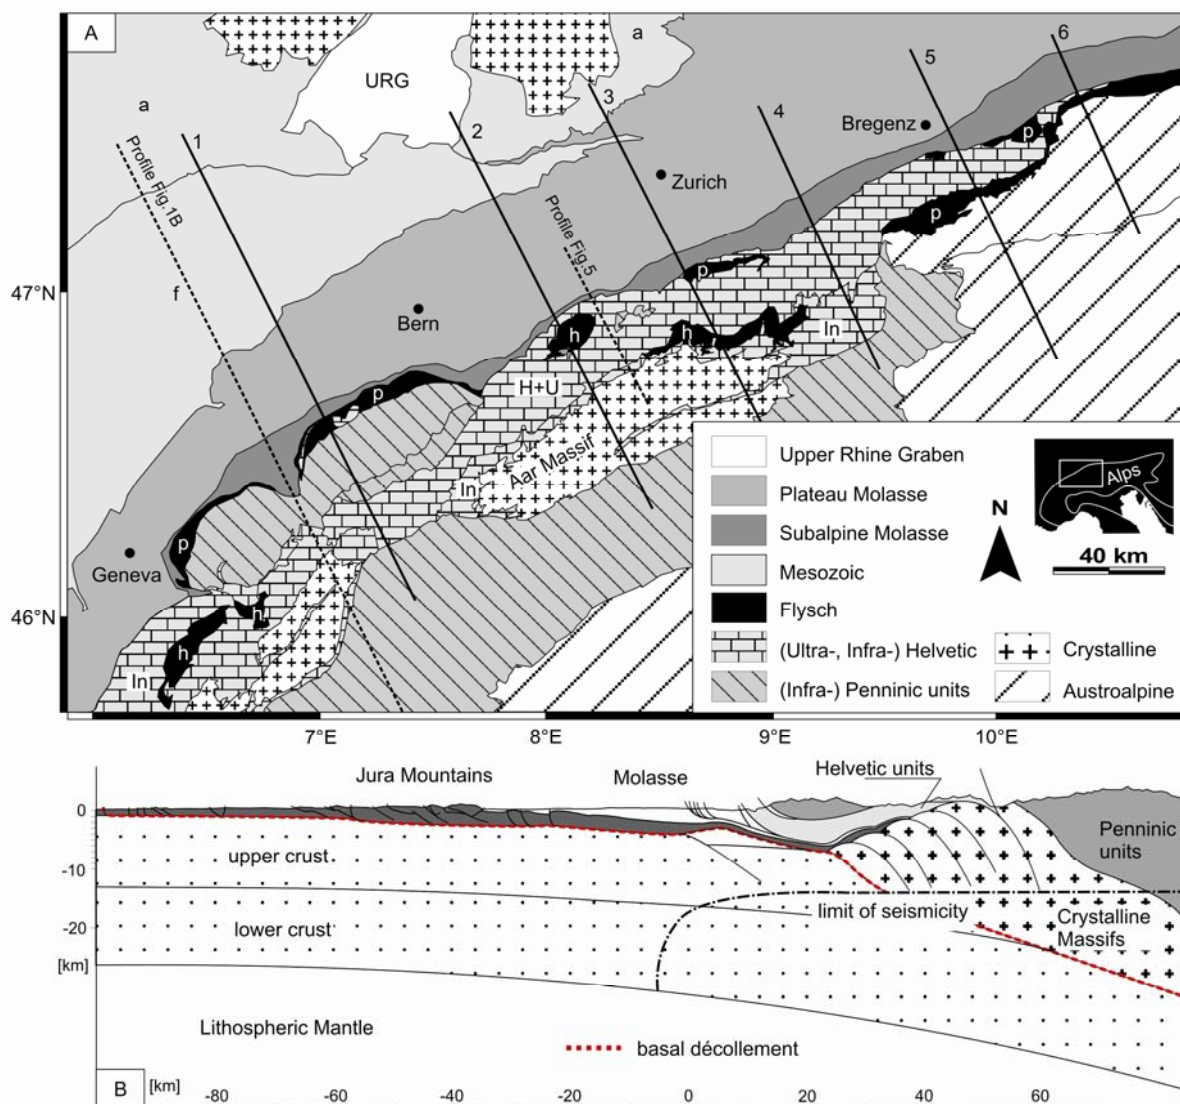 A
a
URG
a
1
2
3
4
5
6
Profile Fig.1B
Profile Fig.5
f
Bregenz
Zurich
Bern
Geneva
p
p
p
p
p
h
h
h
h
In
In
In
H+U
Aar Massif
47°N
46°N
7°E
8°E
9°E
10°E
Upper Rhine Graben
Plateau Molasse
Subalpine Molasse
Mesozoic
Flysch
(Ultra-, Infra-) Helvetic
(Infra-) Penninic units
Crystalline
Austroalpine
N
Alps
40 km
Jura Mountains
Molasse
Helvetic units
Penninic
units
0
-10
-20
[km]
upper crust
lower crust
limit of seismicity
Crystalline
Massifs
Lithospheric Mantle
basal décollement
B
[km]
-80
-60
-40
-20
0
20
40
60